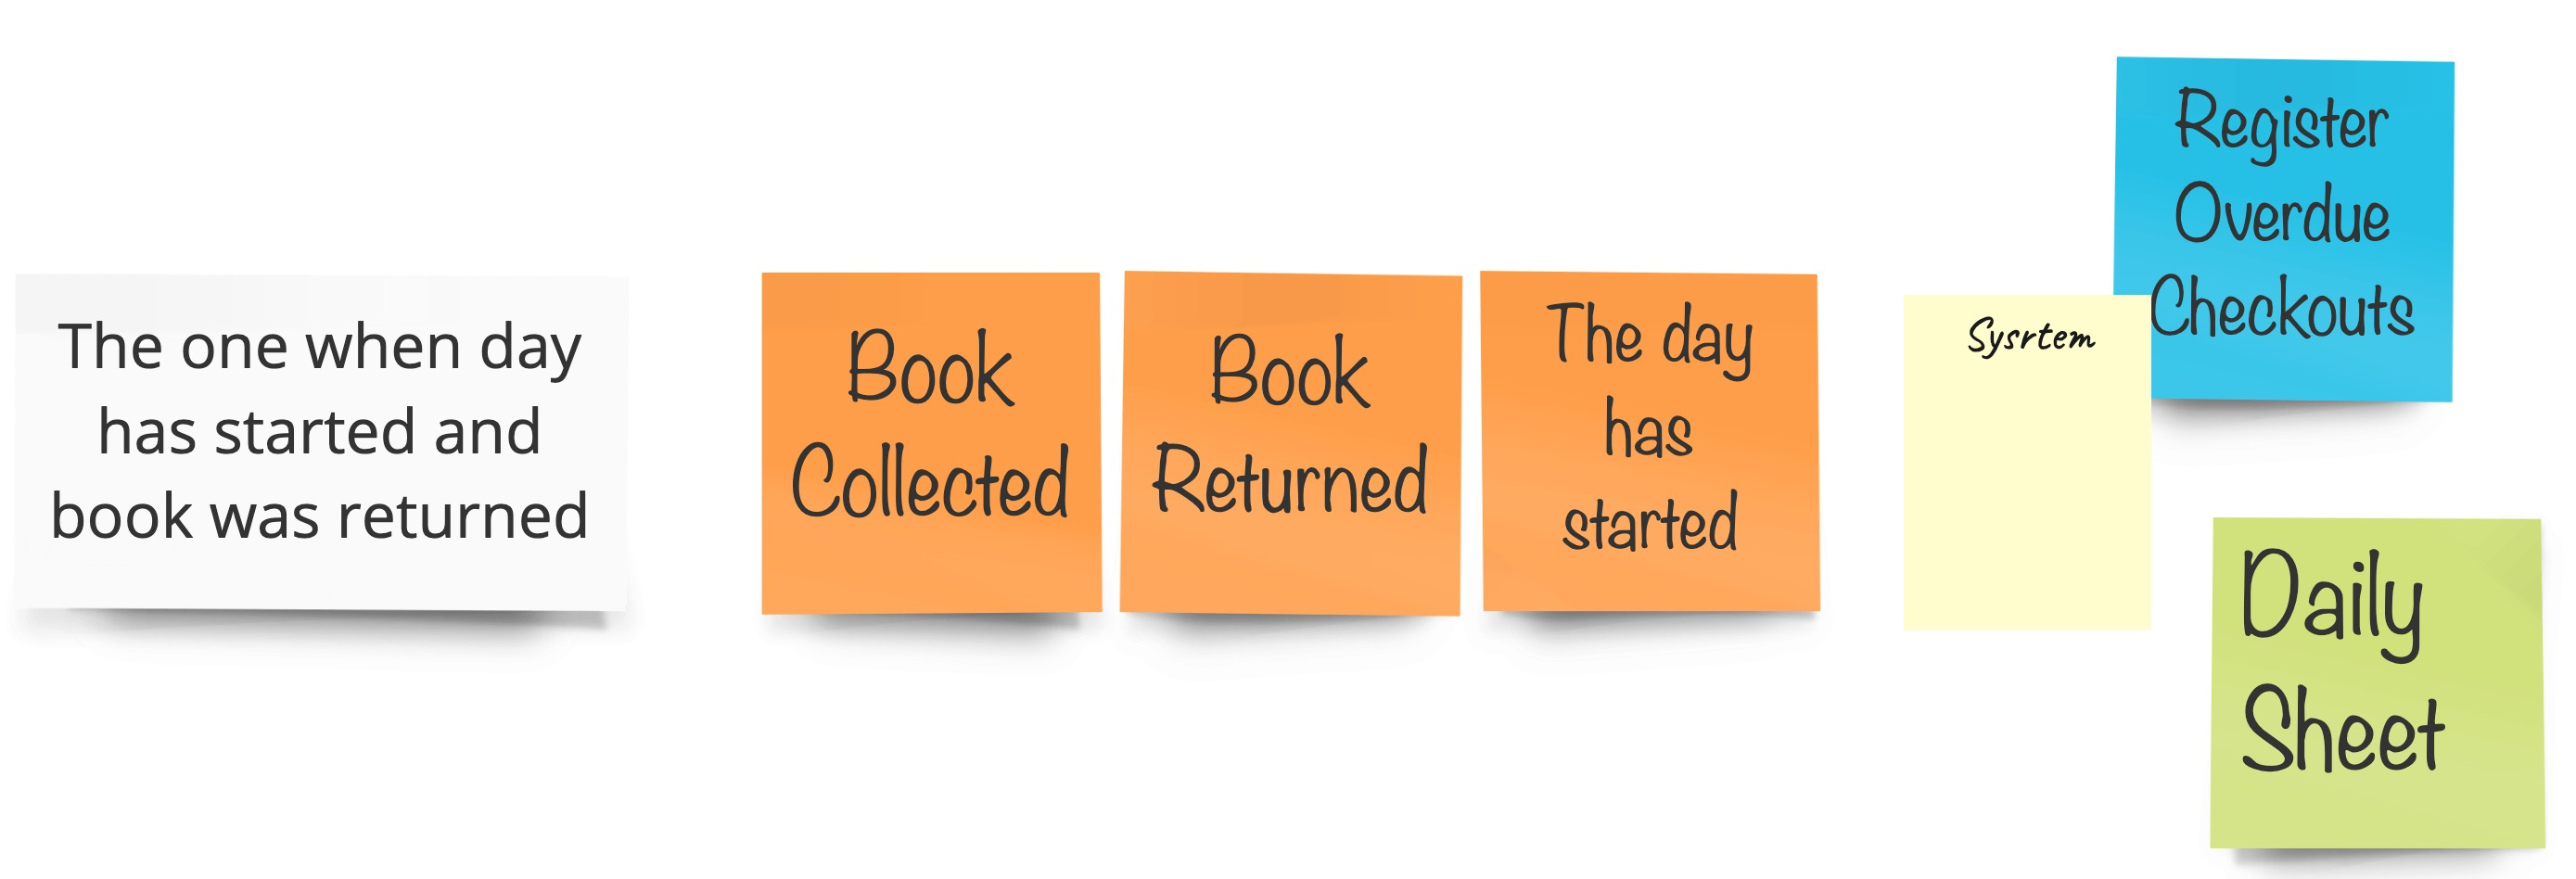 The one when day
has started and
book was returned
Book
Collected
Book
Returned
The day
has
started
Sysrtem
Register
Overdue
Checkouts
Daily
Sheet